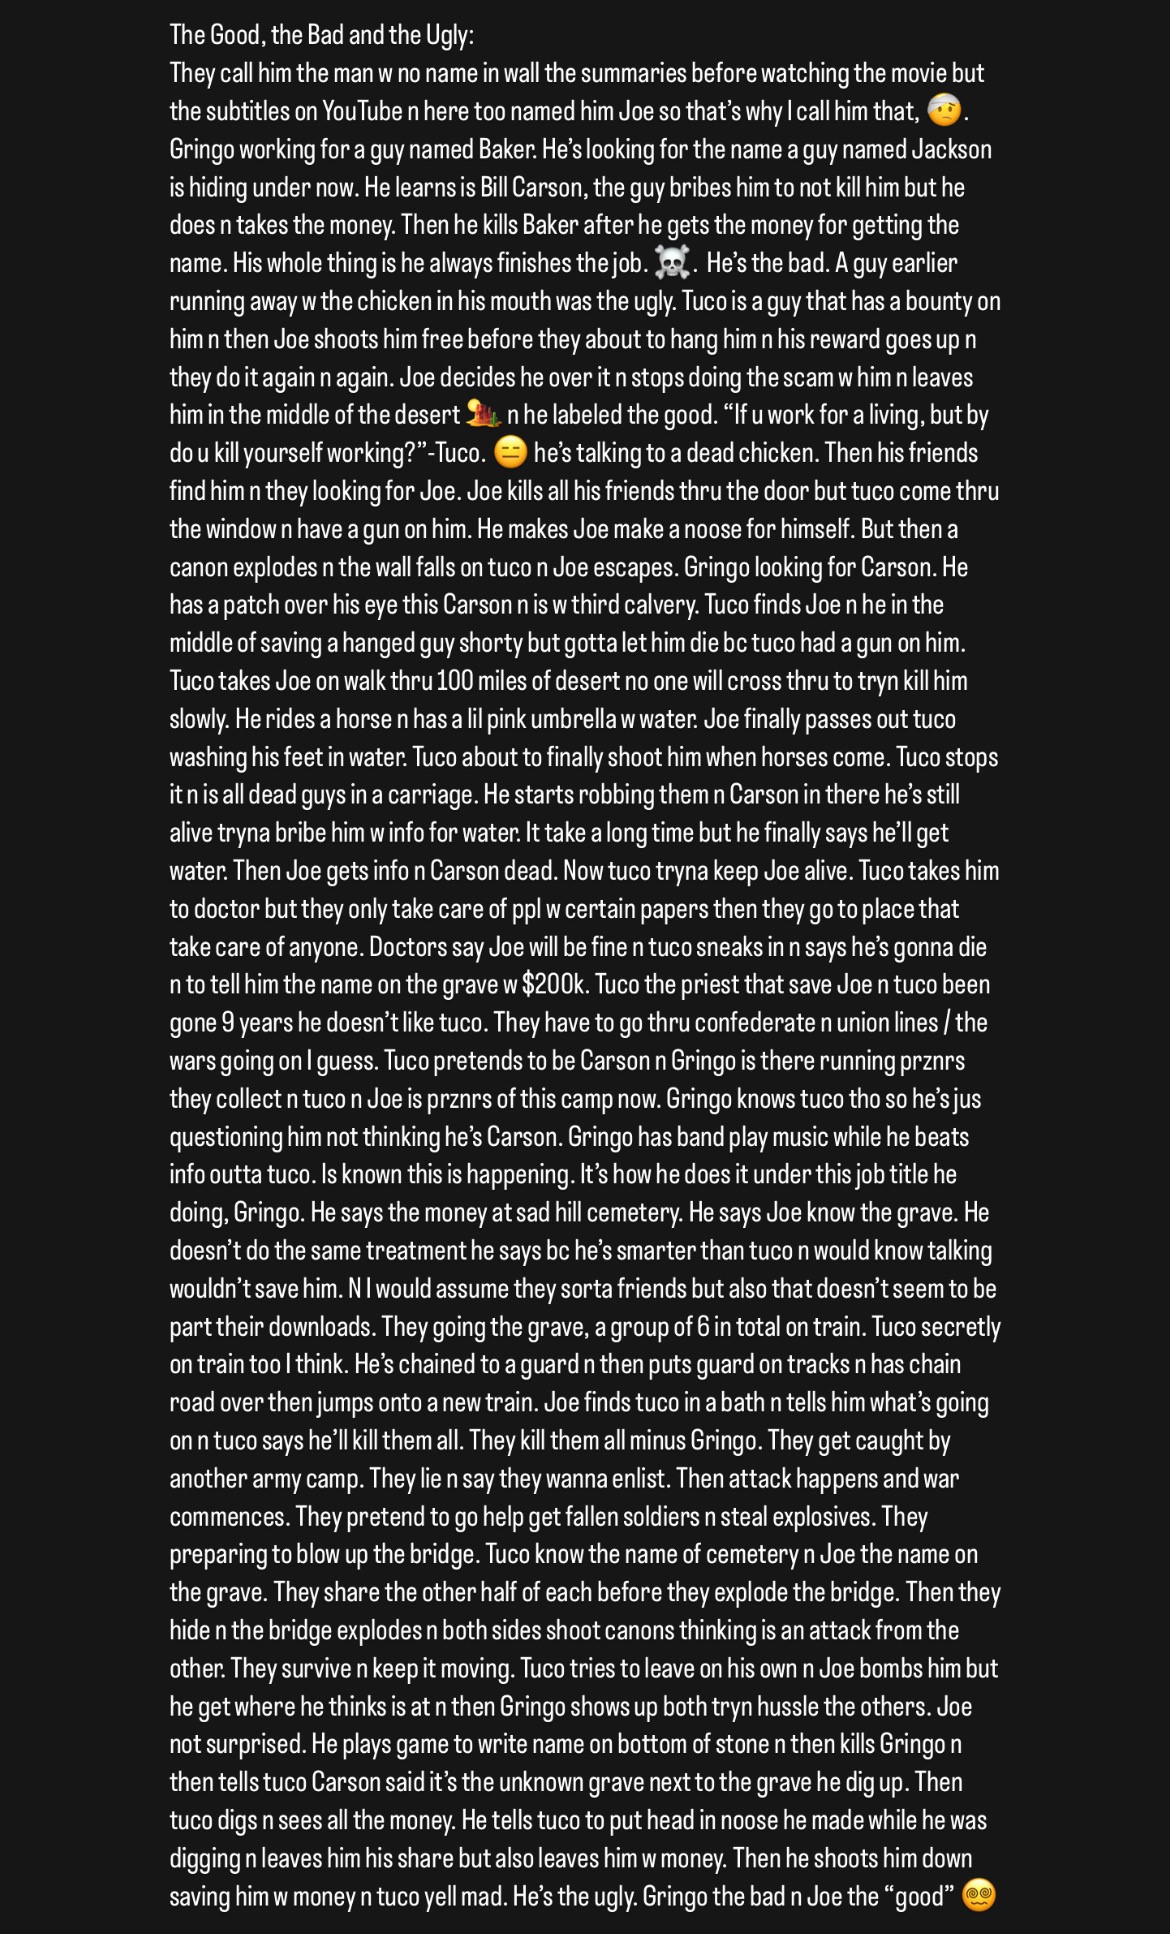 The Good, the Bad and the Ugly:
They call him the man w no name in wall the summaries before watching the movie but
the subtitles on YouTube n here too named him Joe so that's why I call him that, 🤕.
Gringo working for a guy named Baker. He's looking for the name a guy named Jackson
is hiding under now. He learns is Bill Carson, the guy bribes him to not kill him but he
does n takes the money. Then he kills Baker after he gets the money for getting the
name. His whole thing is he always finishes the job. ☠️. He's the bad. A guy earlier
running away w the chicken in his mouth was the ugly. Tuco is a guy that has a bounty on
him n then Joe shoots him free before they about to hang him n his reward goes up n
they do it again n again. Joe decides he over it n stops doing the scam w him n leaves
him in the middle of the desert 🏜️ n he labeled the good. “If u work for a living, but by
do u kill yourself working?”-Tuco. 😑 he's talking to a dead chicken. Then his friends
find him n they looking for Joe. Joe kills all his friends thru the door but tuco come thru
the window n have a gun on him. He makes Joe make a noose for himself. But then a
canon explodes n the wall falls on tuco n Joe escapes. Gringo looking for Carson. He
has a patch over his eye this Carson n is w third calvery. Tuco finds Joe n he in the
middle of saving a hanged guy shorty but gotta let him die bc tuco had a gun on him.
Tuco takes Joe on walk thru 100 miles of desert no one will cross thru to tryn kill him
slowly. He rides a horse n has a lil pink umbrella w water. Joe finally passes out tuco
washing his feet in water. Tuco about to finally shoot him when horses come. Tuco stops
it n is all dead guys in a carriage. He starts robbing them n Carson in there he's still
alive tryna bribe him w info for water. It take a long time but he finally says he'll get
water. Then Joe gets info n Carson dead. Now tuco tryna keep Joe alive. Tuco takes him
to doctor but they only take care of ppl w certain papers then they go to place that
take care of anyone. Doctors say Joe will be fine n tuco sneaks in n says he's gonna die
n to tell him the name on the grave w $200k. Tuco the priest that save Joe n tuco been
gone 9 years he doesn't like tuco. They have to go thru confederate n union lines / the
wars going on I guess. Tuco pretends to be Carson n Gringo is there running prznrs
they collect n tuco n Joe is prznrs of this camp now. Gringo knows tuco tho so he's jus
questioning him not thinking he's Carson. Gringo has band play music while he beats
info outta tuco. Is known this is happening. It's how he does it under this job title he
doing, Gringo. He says the money at sad hill cemetery. He says Joe know the grave. He
doesn't do the same treatment he says bc he's smarter than tuco n would know talking
wouldn't save him. N I would assume they sorta friends but also that doesn't seem to be
part their downloads. They going the grave, a group of 6 in total on train. Tuco secretly
on train too I think. He's chained to a guard n then puts guard on tracks n has chain
road over then jumps onto a new train. Joe finds tuco in a bath n tells him what's going
on n tuco says he'll kill them all. They kill them all minus Gringo. They get caught by
another army camp. They lie n say they wanna enlist. Then attack happens and war
commences. They pretend to go help get fallen soldiers n steal explosives. They
preparing to blow up the bridge. Tuco know the name of cemetery n Joe the name on
the grave. They share the other half of each before they explode the bridge. Then they
hide n the bridge explodes n both sides shoot canons thinking is an attack from the
other. They survive n keep it moving. Tuco tries to leave on his own n Joe bombs him but
he get where he thinks is at n then Gringo shows up both tryn hussle the others. Joe
not surprised. He plays game to write name on bottom of stone n then kills Gringo n
then tells tuco Carson said it's the unknown grave next to the grave he dig up. Then
tuco digs n sees all the money. He tells tuco to put head in noose he made while he was
digging n leaves him his share but also leaves him w money. Then he shoots him down
saving him w money n tuco yell mad. He's the ugly. Gringo the bad n Joe the “good” 😵‍💫